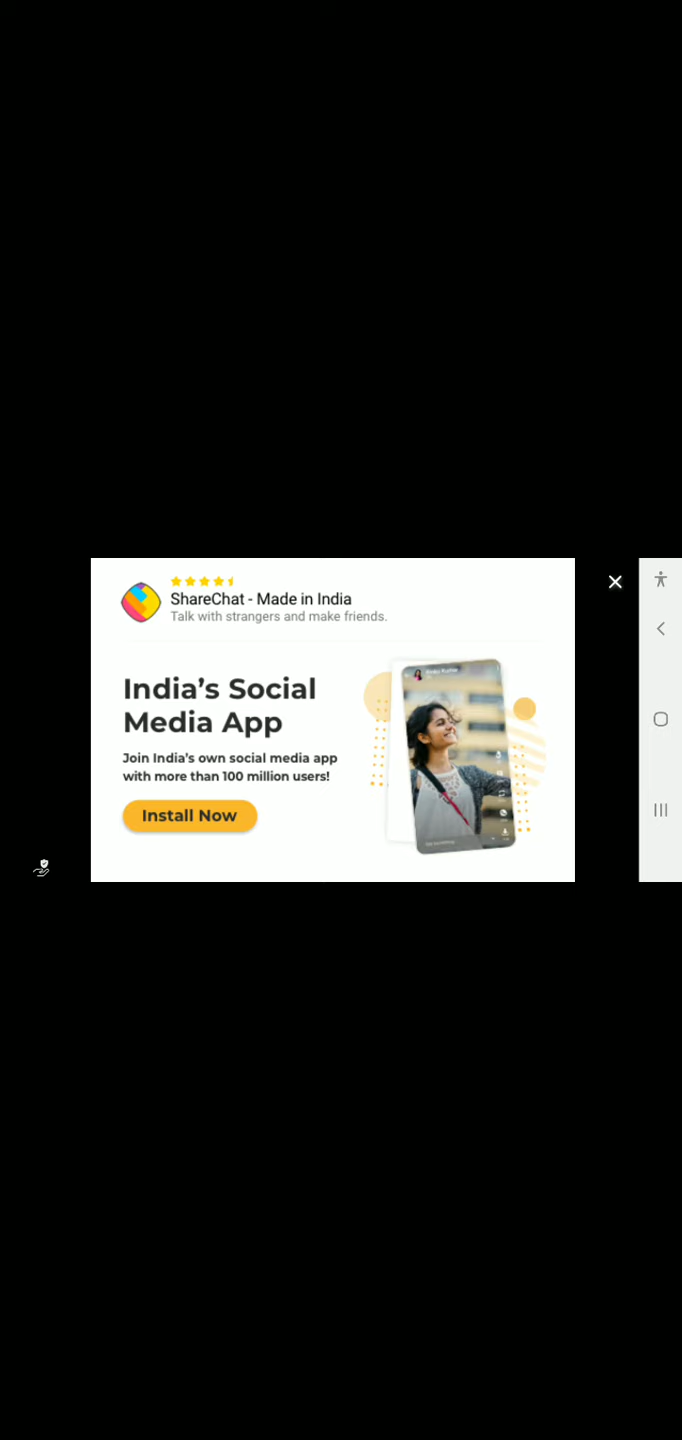 ShareChat - Made in India
Talk with strangers and make friends.
India's Social
Media App
Join India's own social media app
with more than 100 million users!
Install Now